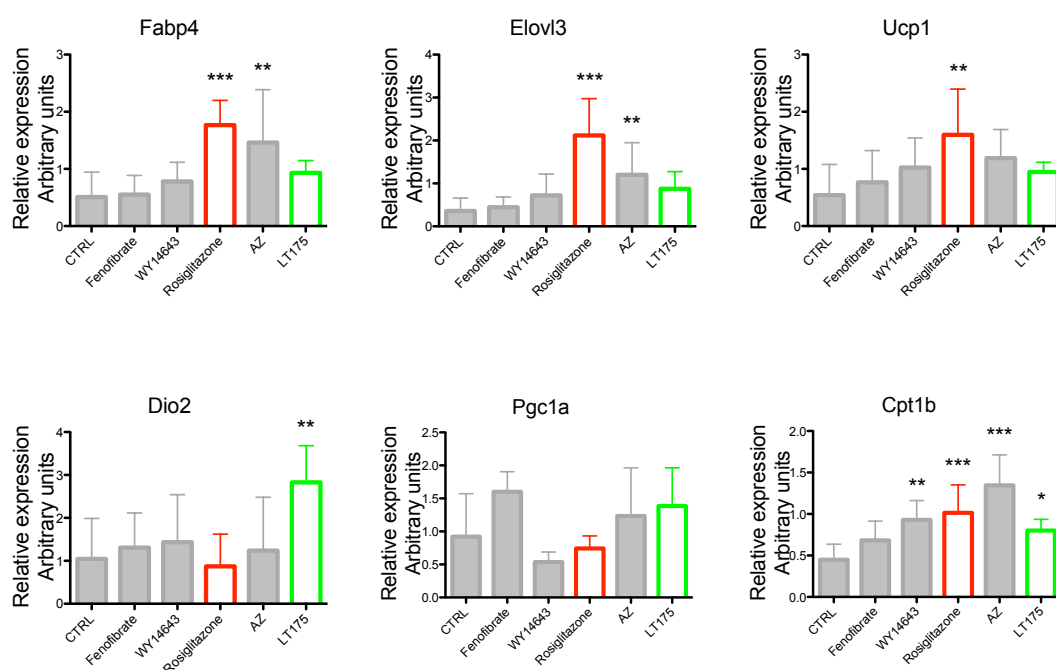 Fabp4
Relative expression
Arbitrary units
3
2
1
0
***
**
CTRL
Fenofibrate
WY14643
Rosiglitazone
AZ
LT175
Elovl3
Relative expression
Arbitrary units
4
3
2
1
0
***
**
CTRL
Fenofibrate
WY14643
Rosiglitazone
AZ
LT175
Ucp1
Relative expression
Arbitrary units
3
2
1
0
**
CTRL
Fenofibrate
WY14643
Rosiglitazone
AZ
LT175
Dio2
Relative expression
Arbitrary units
4
3
2
1
0
**
CTRL
Fenofibrate
WY14643
Rosiglitazone
AZ
LT175
Pgc1a
Relative expression
Arbitrary units
2.5
2.0
1.5
1.0
0.5
0.0
CTRL
Fenofibrate
WY14643
Rosiglitazone
AZ
LT175
Cpt1b
Relative expression
Arbitrary units
2.0
1.5
1.0
0.5
0.0
**
***
***
*
CTRL
Fenofibrate
WY14643
Rosiglitazone
AZ
LT175